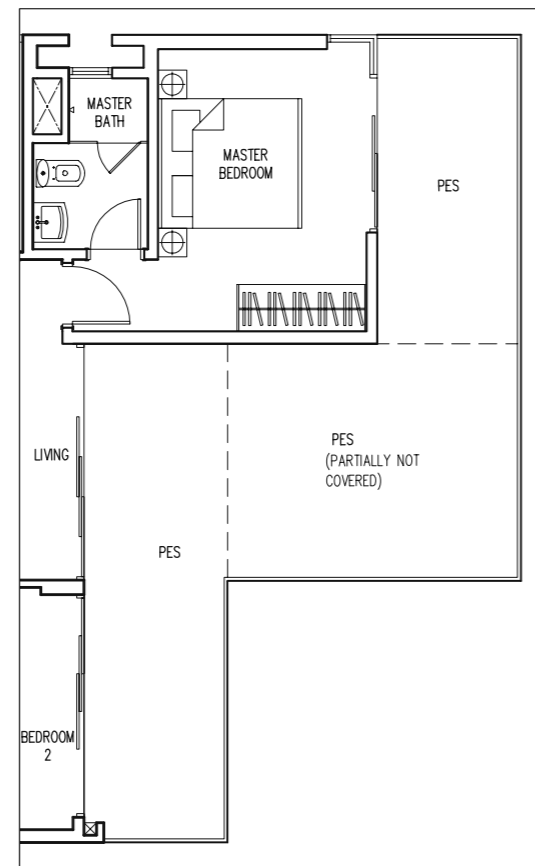 MASTER
BATH
MASTER
BEDROOM
PES
LIVING
PES
(PARTIALLY NOT
COVERED)
PES
BEDROOM
2